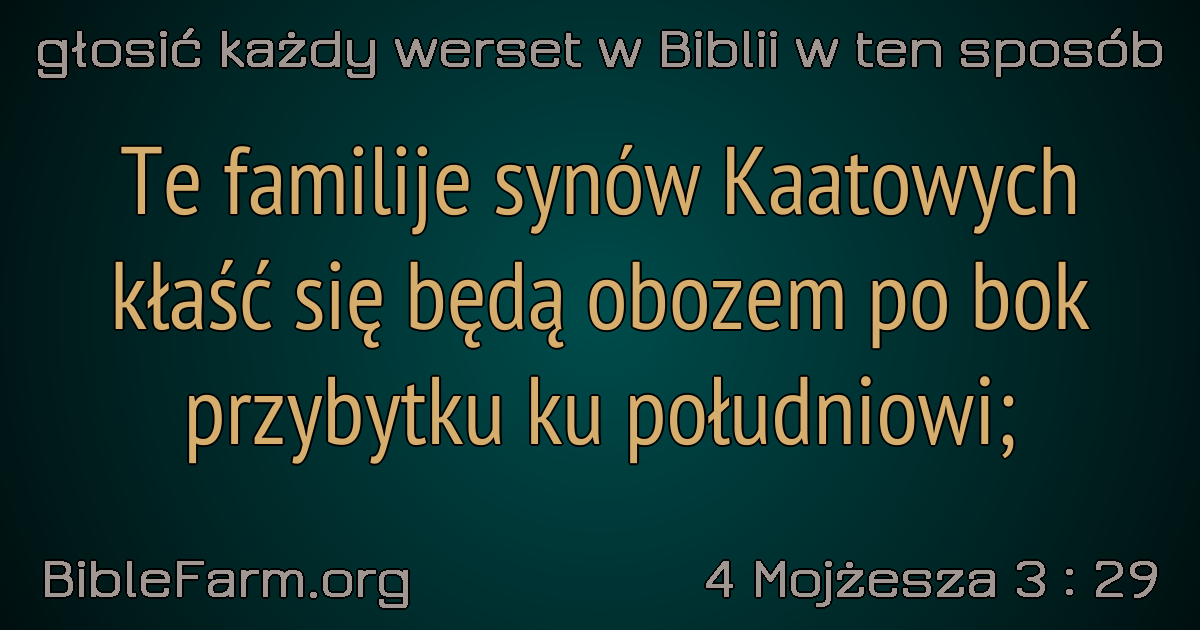 głosić każdy werset w Biblii w ten sposób
Te familije synów Kaatowych
kłaść się będą obozem po bok
przybytku ku południowi;
BibleFarm.org
4 Mojżesza 3 : 29